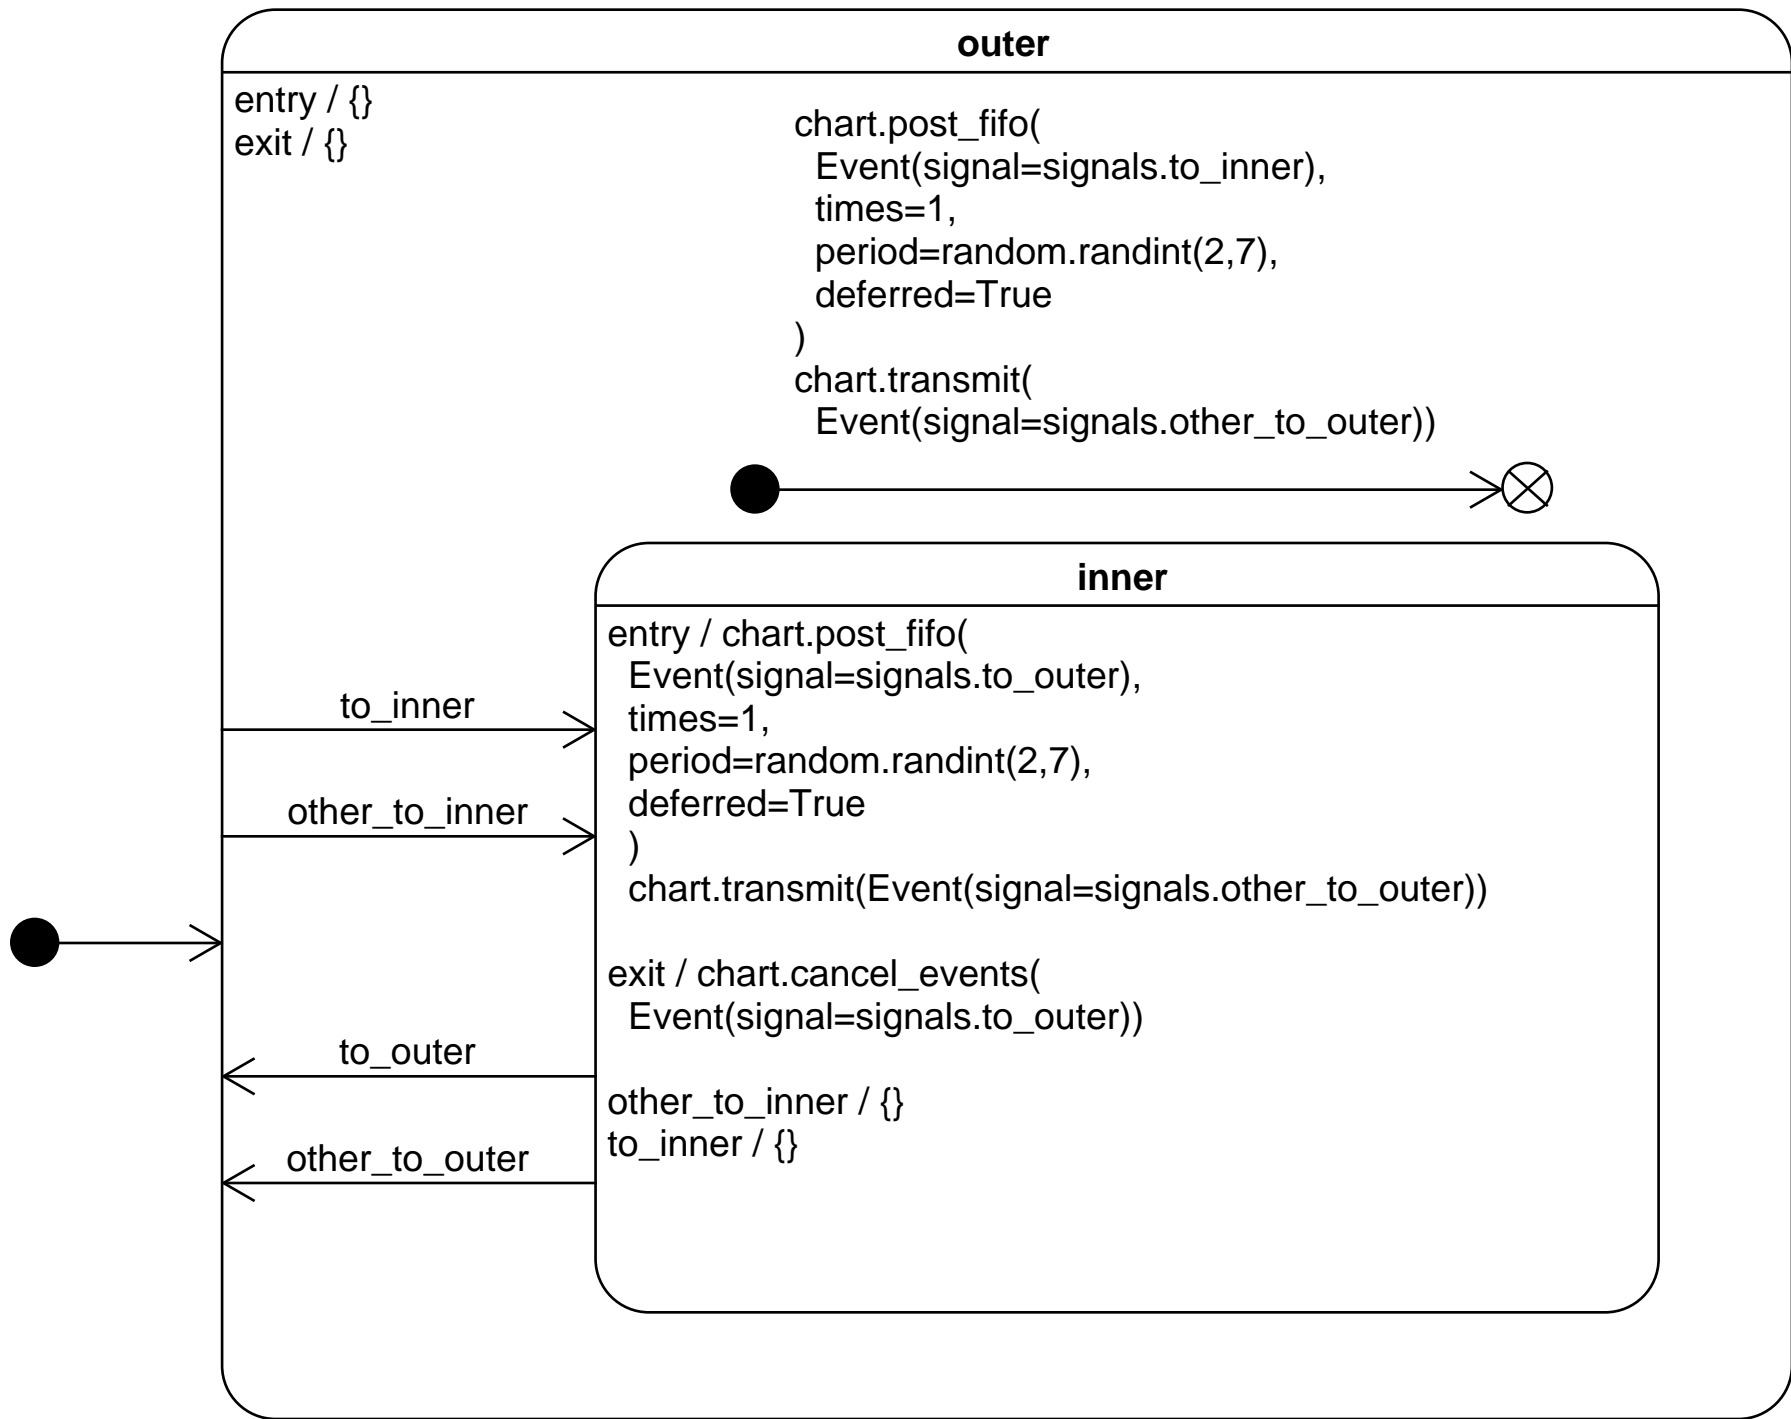 outer
entry / {}
exit / {}
chart.post_fifo(
  Event(signal=signals.to_inner),
  times=1,
  period=random.randint(2,7),
  deferred=True
)
chart.transmit(
  Event(signal=signals.other_to_outer))
inner
entry / chart.post_fifo(
  Event(signal=signals.to_outer),
  times=1,
  period=random.randint(2,7),
  deferred=True
  )
  chart.transmit(Event(signal=signals.other_to_outer))
exit / chart.cancel_events(
  Event(signal=signals.to_outer))
other_to_inner / {}
to_inner / {}
to_inner
other_to_inner
to_outer
other_to_outer